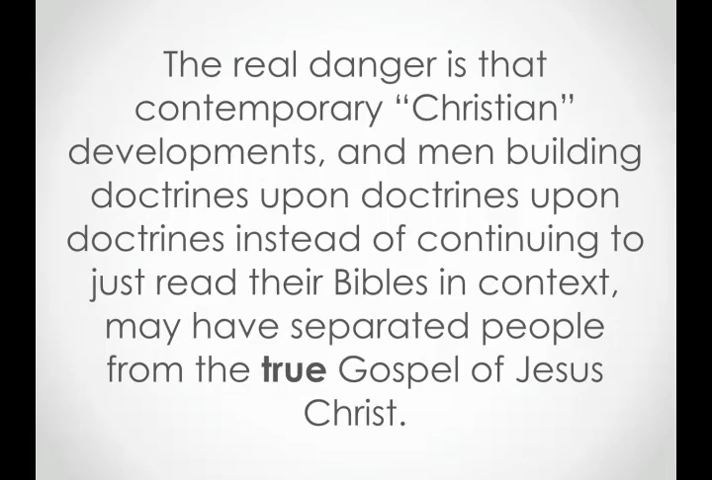 The real danger is that
contemporary “Christian”
developments, and men building
doctrines upon doctrines upon
doctrines instead of continuing to
just read their Bibles in context,
may have separated people
from the true Gospel of Jesus
Christ.